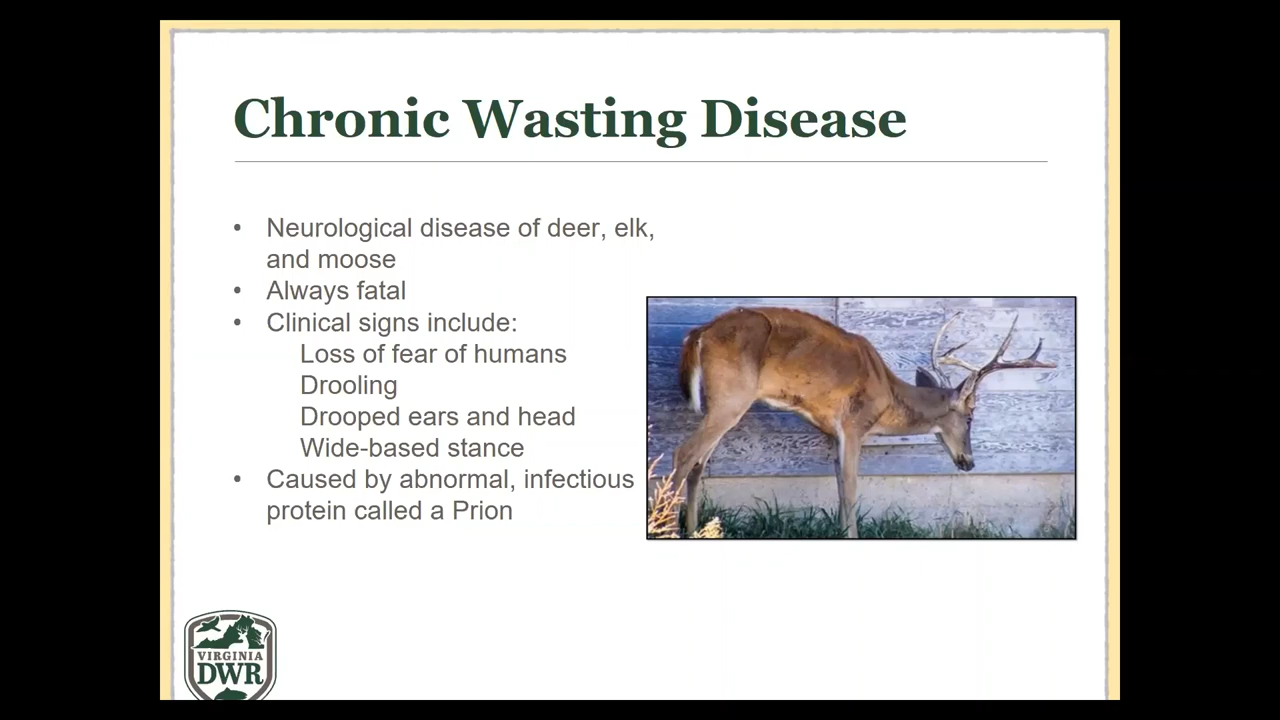 Chronic Wasting Disease
• Neurological disease of deer, elk,
and moose
• Always fatal
• Clinical signs include:
Loss of fear of humans
Drooling
Drooped ears and head
Wide-based stance
• Caused by abnormal, infectious
protein called a Prion
VIRGINIA
DWR